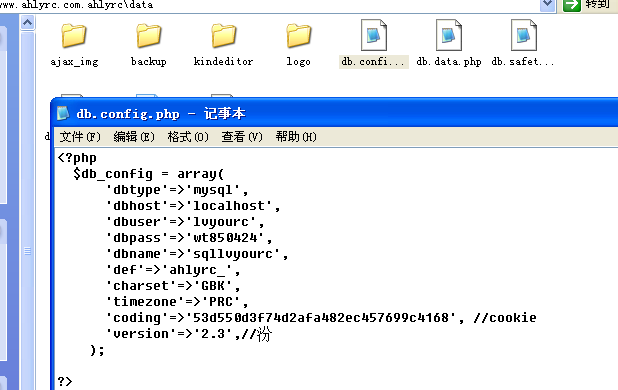 www.ahlyrc.com.ahlyrc\data
转到
ajax_img
backup
kindeditor
logo
db.confi...
db.data.php
db.safet...
db.config.php - 记事本
文件(F) 编辑(E) 格式(O) 查看(V) 帮助(H)
<?php
$db_config = array(
'dbtype'=>'mysql',
'dbhost'=>'localhost',
'dbuser'=>'lvyourc',
'dbpass'=>'wt850424',
'dbname'=>'sqllvyourc',
'def'=>'ahlyrc_',
'charset'=>'GBK',
'timezone'=>'PRC',
'coding'=>'53d550d3f74d2afa482ec457699c4168', //cookie
'version'=>'2.3',//
);
?>